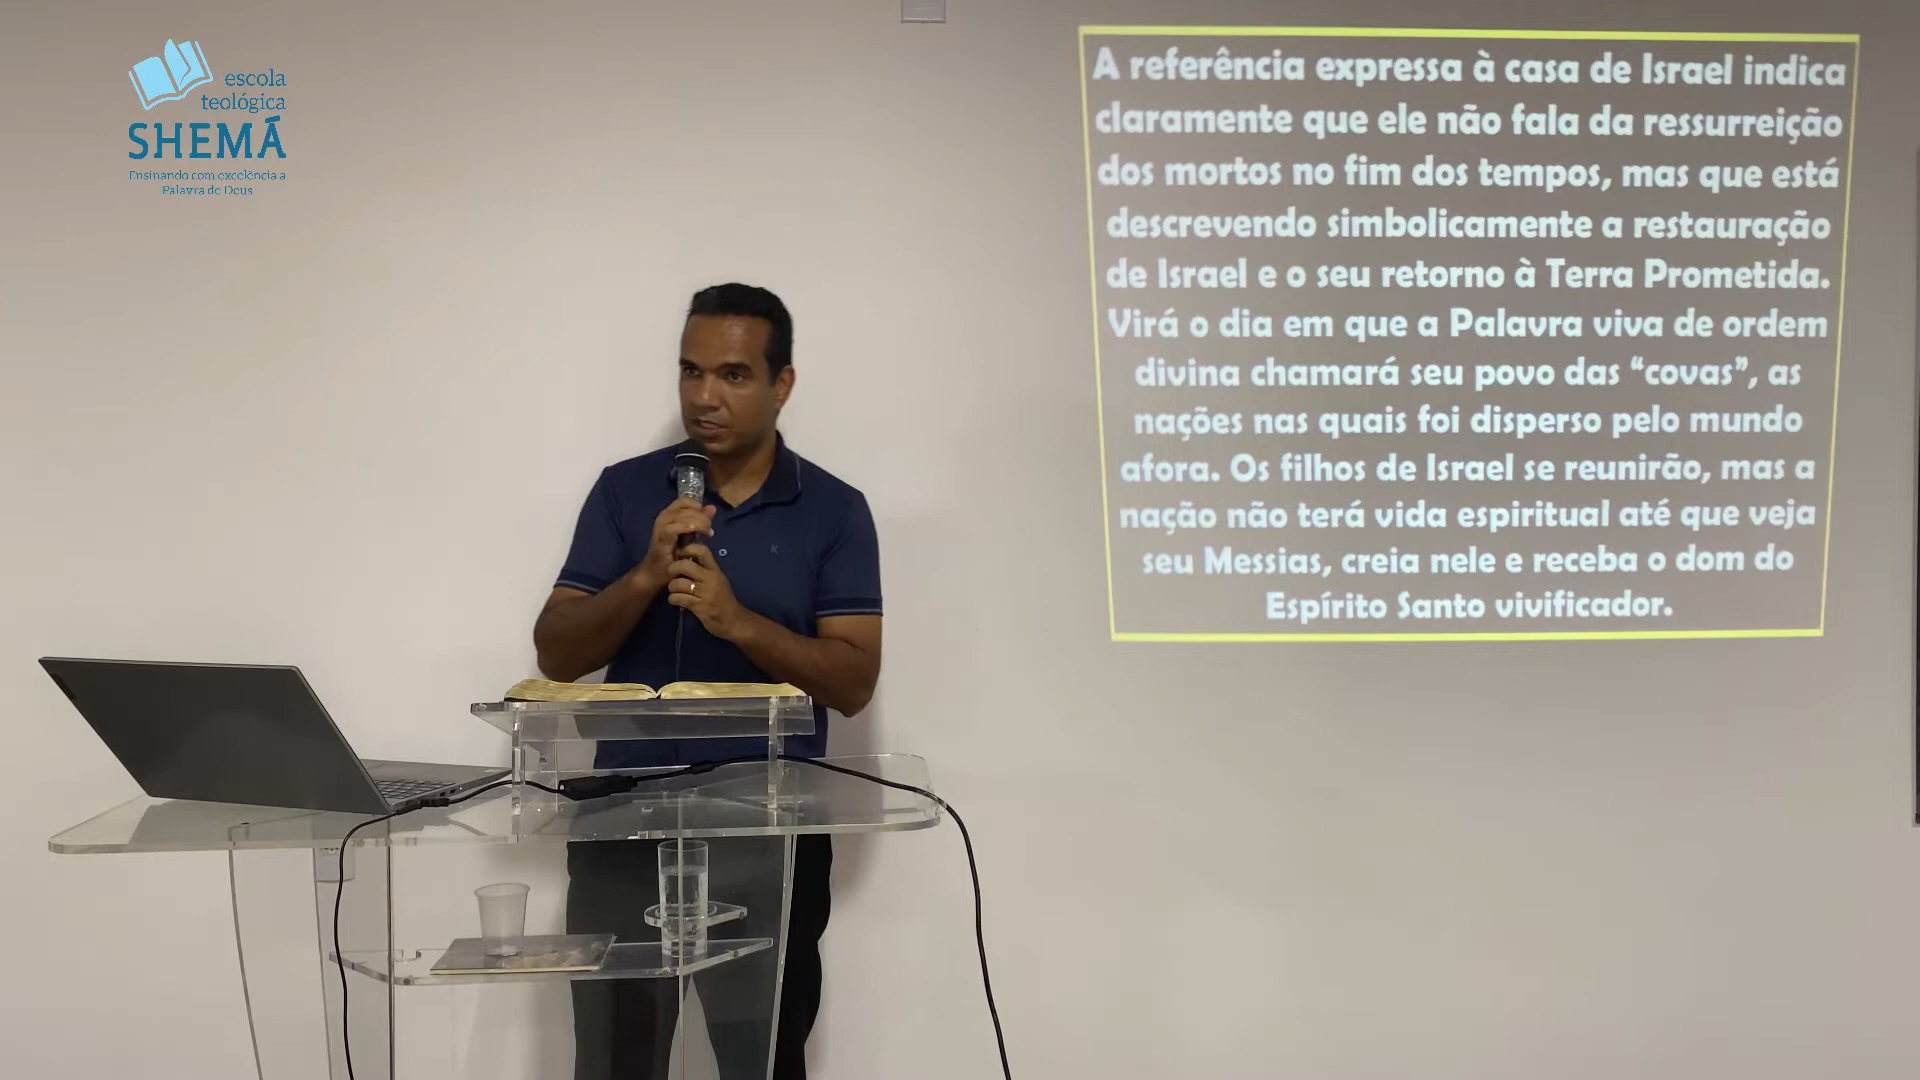 escola
teológica
SHEMÁ
Ensinando com excelência a
Palavra de Deus
A referência expressa à casa de Israel indica
claramente que ele não fala da ressurreição
dos mortos no fim dos tempos, mas que está
descrevendo simbolicamente a restauração
de Israel e o seu retorno à Terra Prometida.
Virá o dia em que a Palavra viva de ordem
divina chamará seu povo das “covas”, as
nações nas quais foi disperso pelo mundo
afora. Os filhos de Israel se reunirão, mas a
nação não terá vida espiritual até que veja
seu Messias, creia nele e receba o dom do
Espírito Santo vivificador.